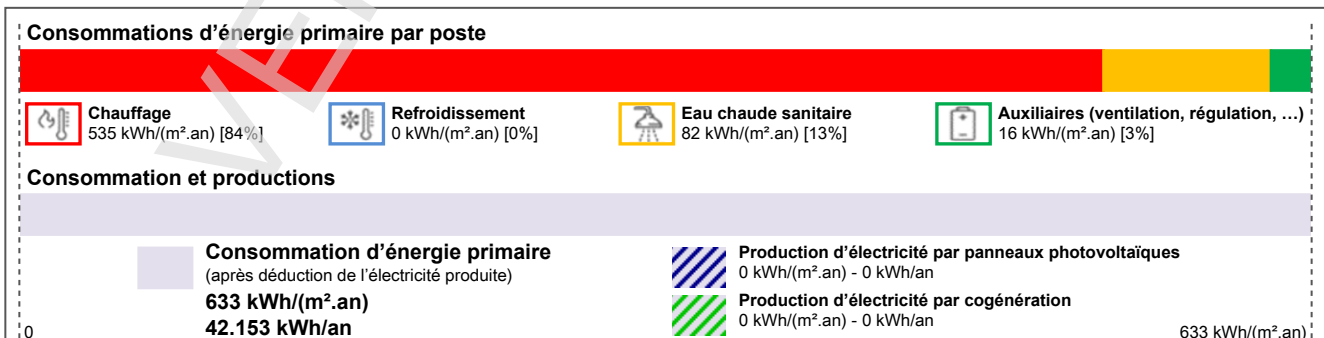 Consommations d'énergie primaire par poste
Chauffage
535 kWh/(m².an) [84%]
Refroidissement
0 kWh/(m².an) [0%]
Eau chaude sanitaire
82 kWh/(m².an) [13%]
Auxiliaires (ventilation, régulation, …)
16 kWh/(m².an) [3%]
Consommation et productions
Consommation d'énergie primaire
(après déduction de l'électricité produite)
633 kWh/(m².an)
42.153 kWh/an
Production d'électricité par panneaux photovoltaïques
0 kWh/(m².an) - 0 kWh/an
Production d'électricité par cogénération
0 kWh/(m².an) - 0 kWh/an
0
633 kWh/(m².an)